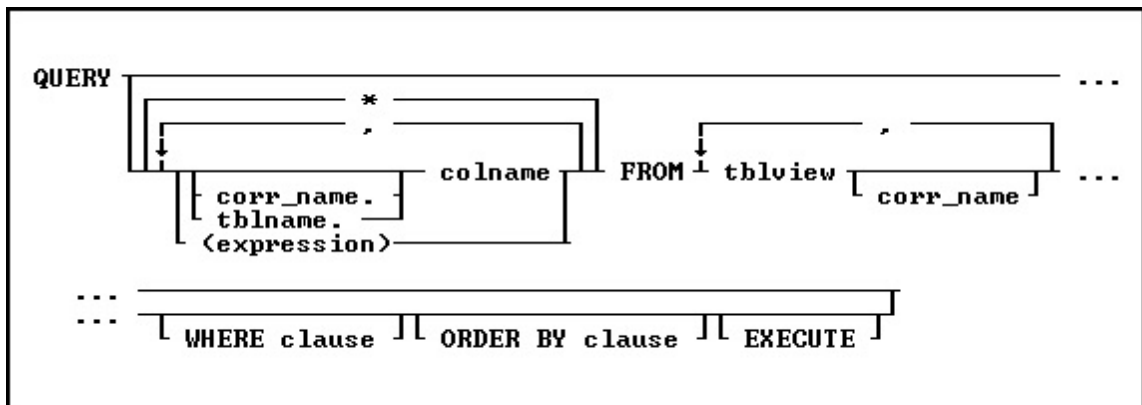 QUERY ...
*
,  ,
colname FROM tblview ...
corr_name. corr_name
tblname.
(expression)
...
...
WHERE clause ORDER BY clause EXECUTE